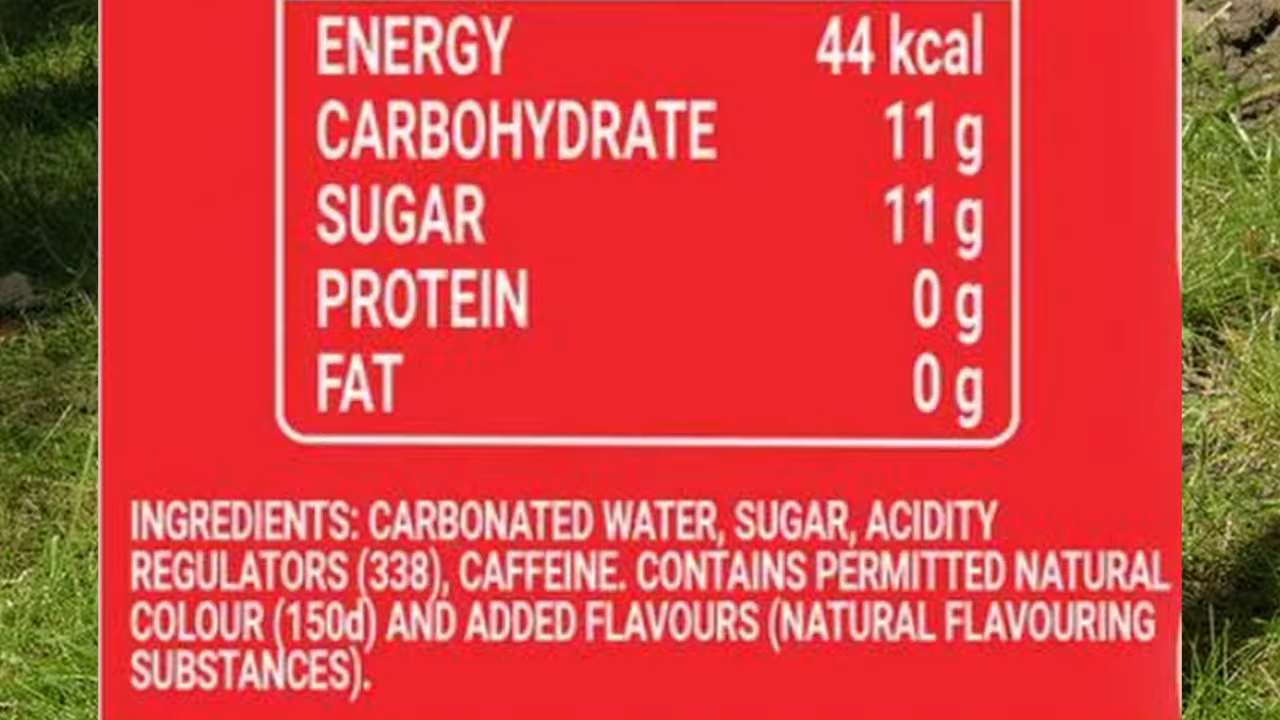 ENERGY 44 kcal
CARBOHYDRATE 11 g
SUGAR 11 g
PROTEIN 0 g
FAT 0 g
INGREDIENTS: CARBONATED WATER, SUGAR, ACIDITY
REGULATORS (338), CAFFEINE. CONTAINS PERMITTED NATURAL
COLOUR (150d) AND ADDED FLAVOURS (NATURAL FLAVOURING
SUBSTANCES).